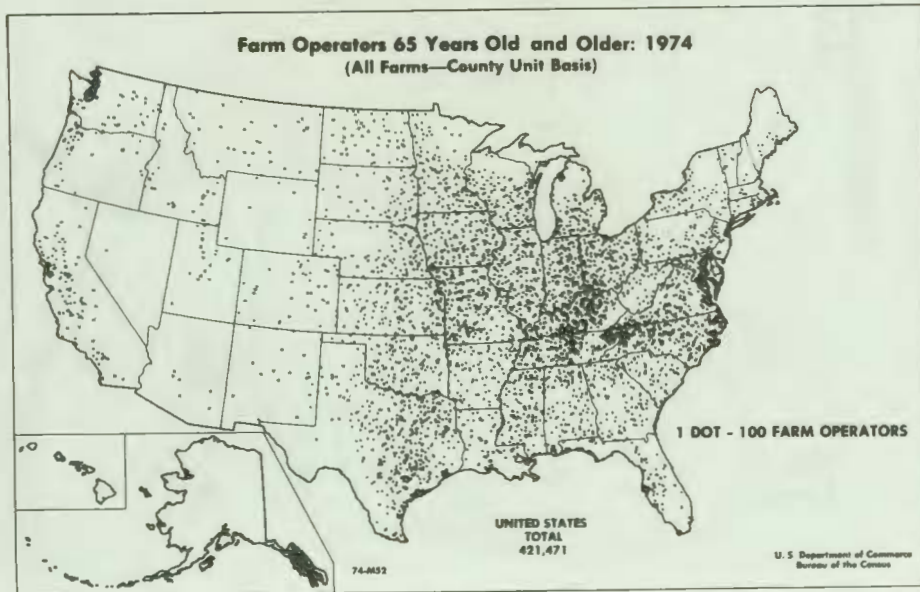 Farm Operators 65 Years Old and Older: 1974
(All Farms—County Unit Basis)
1 DOT - 100 FARM OPERATORS
UNITED STATES
TOTAL
421,471
74-M52
U. S Department of Commerce
Bureau of the Census